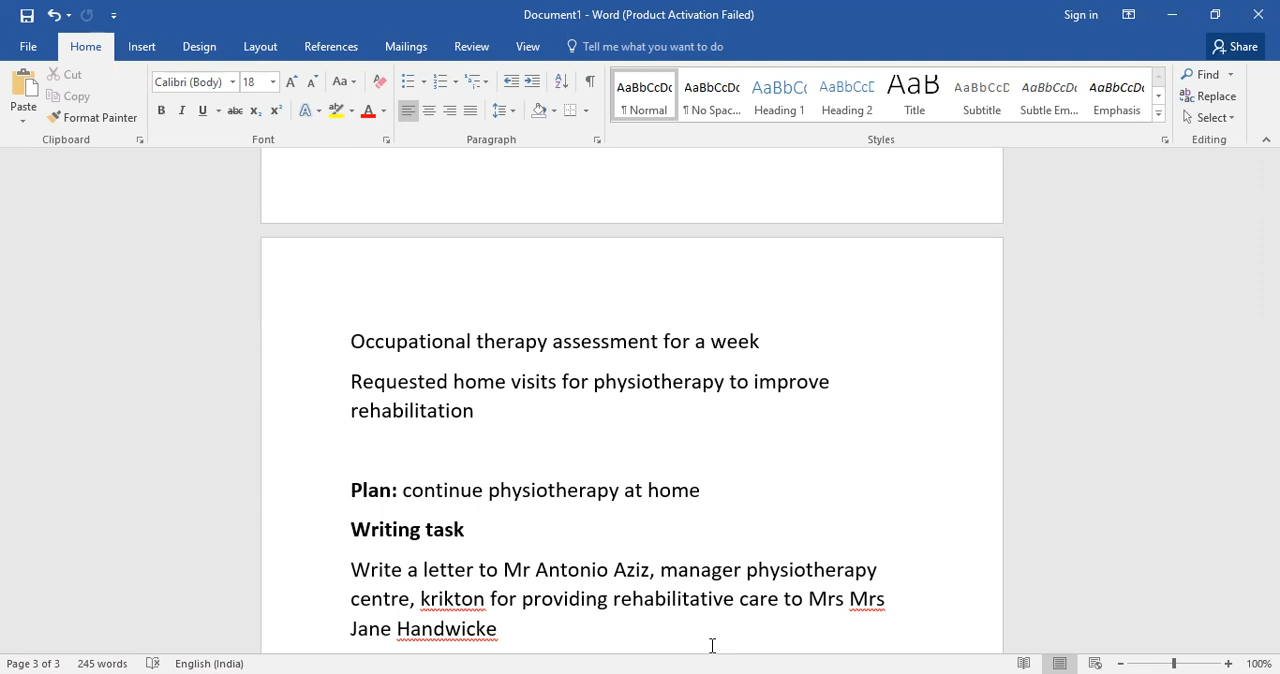 Document1 - Word (Product Activation Failed)
Sign in
File Home Insert Design Layout References Mailings Review View Tell me what you want to do Share
Paste
Cut
Copy
Format Painter
Calibri (Body) 18
Aa
B I U abc x₂ x²
AaBbCcDc AaBbCcDc AaBbCc AaBbCcD AaB AaBbCcD AaBbCcDc AaBbCcDc
¶ Normal ¶ No Spac... Heading 1 Heading 2 Title Subtitle Subtle Em... Emphasis
Find
Replace
Select
Clipboard Font Paragraph Styles Editing
Occupational therapy assessment for a week
Requested home visits for physiotherapy to improve
rehabilitation
Plan: continue physiotherapy at home
Writing task
Write a letter to Mr Antonio Aziz, manager physiotherapy
centre, krikton for providing rehabilitative care to Mrs Mrs
Jane Handwicke
Page 3 of 3 245 words English (India) 100%